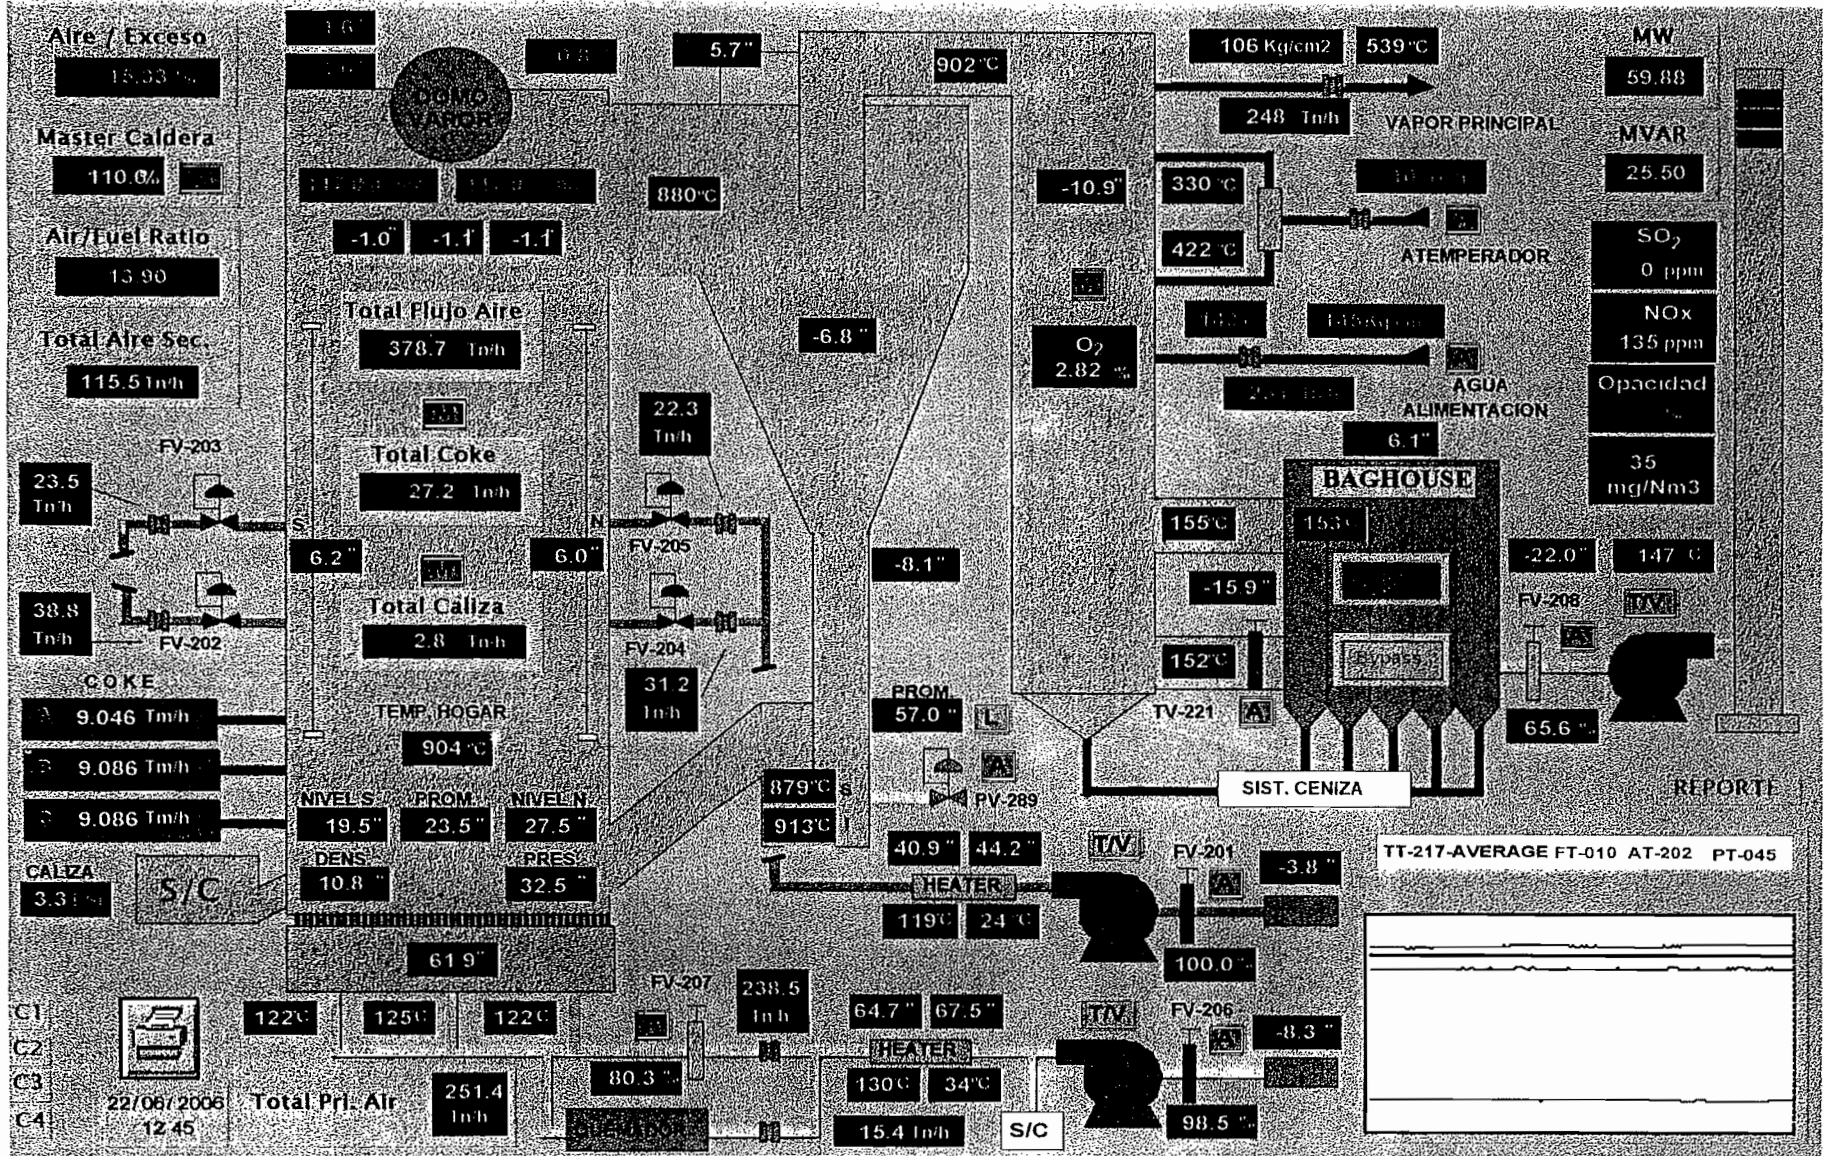 Aire / Exceso
15.33 %
Master Caldera
110.0%
Air/Fuel Ratio
13.90
Total Aire Sec.
115.5 Tn/h
FV-203
23.5
Tn/h
38.8
Tn/h
FV-202
COKE
A 9.046 Tm/h
B 9.086 Tm/h
9.086 Tm/h
CALIZA
3.3
S/C
C1
C2
C3
C4
22/06/2006
12 45
1.6"
0.8"
DOMO
VAPOR
5.7"
902 °C
880 °C
-1.0"
-1.1"
-1.1"
Total Flujo Aire
378.7 Tn/h
Total Coke
27.2 Tn/h
Total Caliza
2.8 Tn/h
S
N
6.2 "
6.0 "
TEMP. HOGAR
904 °C
NIVEL S.
PROM.
NIVEL N.
19.5"
23.5"
27.5"
DENS.
PRES.
10.8 "
32.5 "
61.9"
122°C
125°C
122°C
Total Pri. Air
251.4
Tn/h
22.3
Tn/h
FV-205
FV-204
31.2
Tn/h
-6.8 "
-8.1"
879°C S
913°C I
PROM.
57.0 "
L
A
PV-289
40.9 "
44.2"
HEATER
119°C
24 °C
T/V
FV-201
A
-3.8 "
100.0 %
FV-207
80.3 %
238.5
Tn/h
64.7 "
67.5 "
HEATER
130°C
34°C
15.4 Tn/h
QUEMADOR
S/C
T/V
FV-206
A
-8.3 "
98.5 %
106 Kg/cm2
539 °C
248 Tn/h
VAPOR PRINCIPAL
-10.9"
330 °C
422 °C
A
ATEMPERADOR
O2
2.82 %
A
AGUA
ALIMENTACION
6.1"
BAGHOUSE
155°C
153
-15.9 "
152°C
Bypass
TV-221
A
SIST. CENIZA
-22.0"
147 °C
FV-208
T/V
A
65.6 %
MW
59.88
MVAR
25.50
SO2
0 ppm
NOx
135 ppm
Opacidad
%
35
mg/Nm3
REPORTE
TT-217-AVERAGE FT-010 AT-202 PT-045